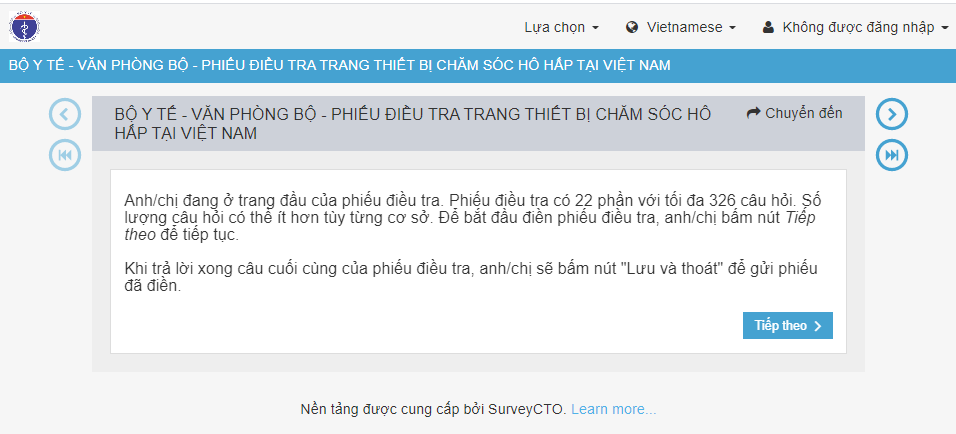 Lựa chọn
Vietnamese
Không được đăng nhập
BỘ Y TẾ - VĂN PHÒNG BỘ - PHIẾU ĐIỀU TRA TRANG THIẾT BỊ CHĂM SÓC HÔ HẤP TẠI VIỆT NAM
BỘ Y TẾ - VĂN PHÒNG BỘ - PHIẾU ĐIỀU TRA TRANG THIẾT BỊ CHĂM SÓC HÔ
HẤP TẠI VIỆT NAM
Chuyển đến
Anh/chị đang ở trang đầu của phiếu điều tra. Phiếu điều tra có 22 phần với tối đa 326 câu hỏi. Số
lượng câu hỏi có thể ít hơn tùy từng cơ sở. Để bắt đầu điền phiếu điều tra, anh/chị bấm nút Tiếp
theo để tiếp tục.
Khi trả lời xong câu cuối cùng của phiếu điều tra, anh/chị sẽ bấm nút "Lưu và thoát" để gửi phiếu
đã điền.
Tiếp theo
Nền tảng được cung cấp bởi SurveyCTO. Learn more...